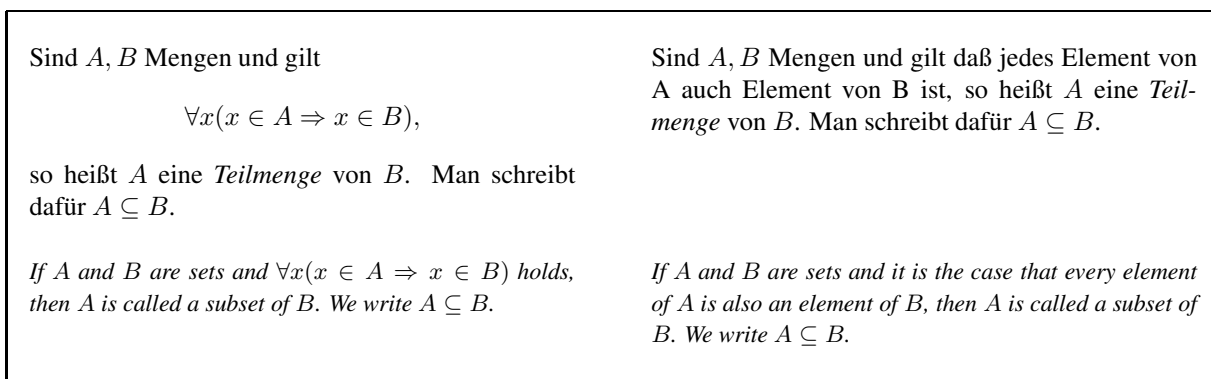 Sind A, B Mengen und gilt
∀x(x ∈ A ⇒ x ∈ B),
so heißt A eine Teilmenge von B. Man schreibt
dafür A ⊆ B.
If A and B are sets and ∀x(x ∈ A ⇒ x ∈ B) holds,
then A is called a subset of B. We write A ⊆ B.
Sind A, B Mengen und gilt daß jedes Element von
A auch Element von B ist, so heißt A eine Teil-
menge von B. Man schreibt dafür A ⊆ B.
If A and B are sets and it is the case that every element
of A is also an element of B, then A is called a subset of
B. We write A ⊆ B.